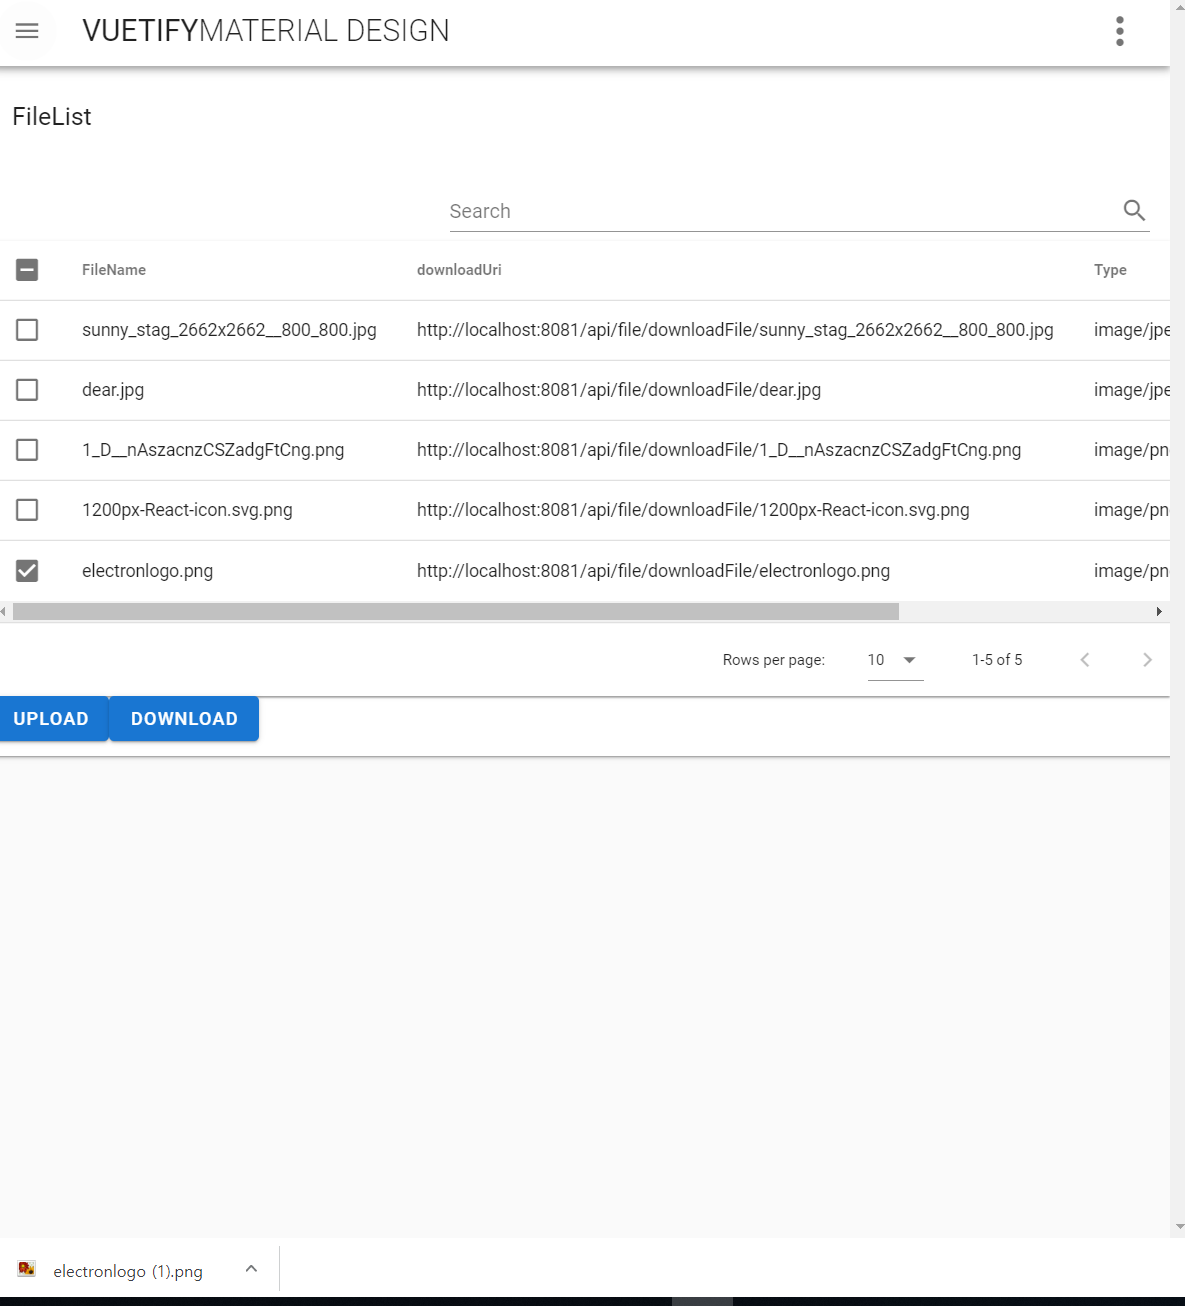 VUETIFYMATERIAL DESIGN
FileList
Search
FileName downloadUri Type
sunny_stag_2662x2662__800_800.jpg http://localhost:8081/api/file/downloadFile/sunny_stag_2662x2662__800_800.jpg image/jpe
dear.jpg http://localhost:8081/api/file/downloadFile/dear.jpg image/jpe
1_D__nAszacnzCSZadgFtCng.png http://localhost:8081/api/file/downloadFile/1_D__nAszacnzCSZadgFtCng.png image/pn
1200px-React-icon.svg.png http://localhost:8081/api/file/downloadFile/1200px-React-icon.svg.png image/pn
electronlogo.png http://localhost:8081/api/file/downloadFile/electronlogo.png image/pn
Rows per page: 10 1-5 of 5
UPLOAD DOWNLOAD
electronlogo (1).png